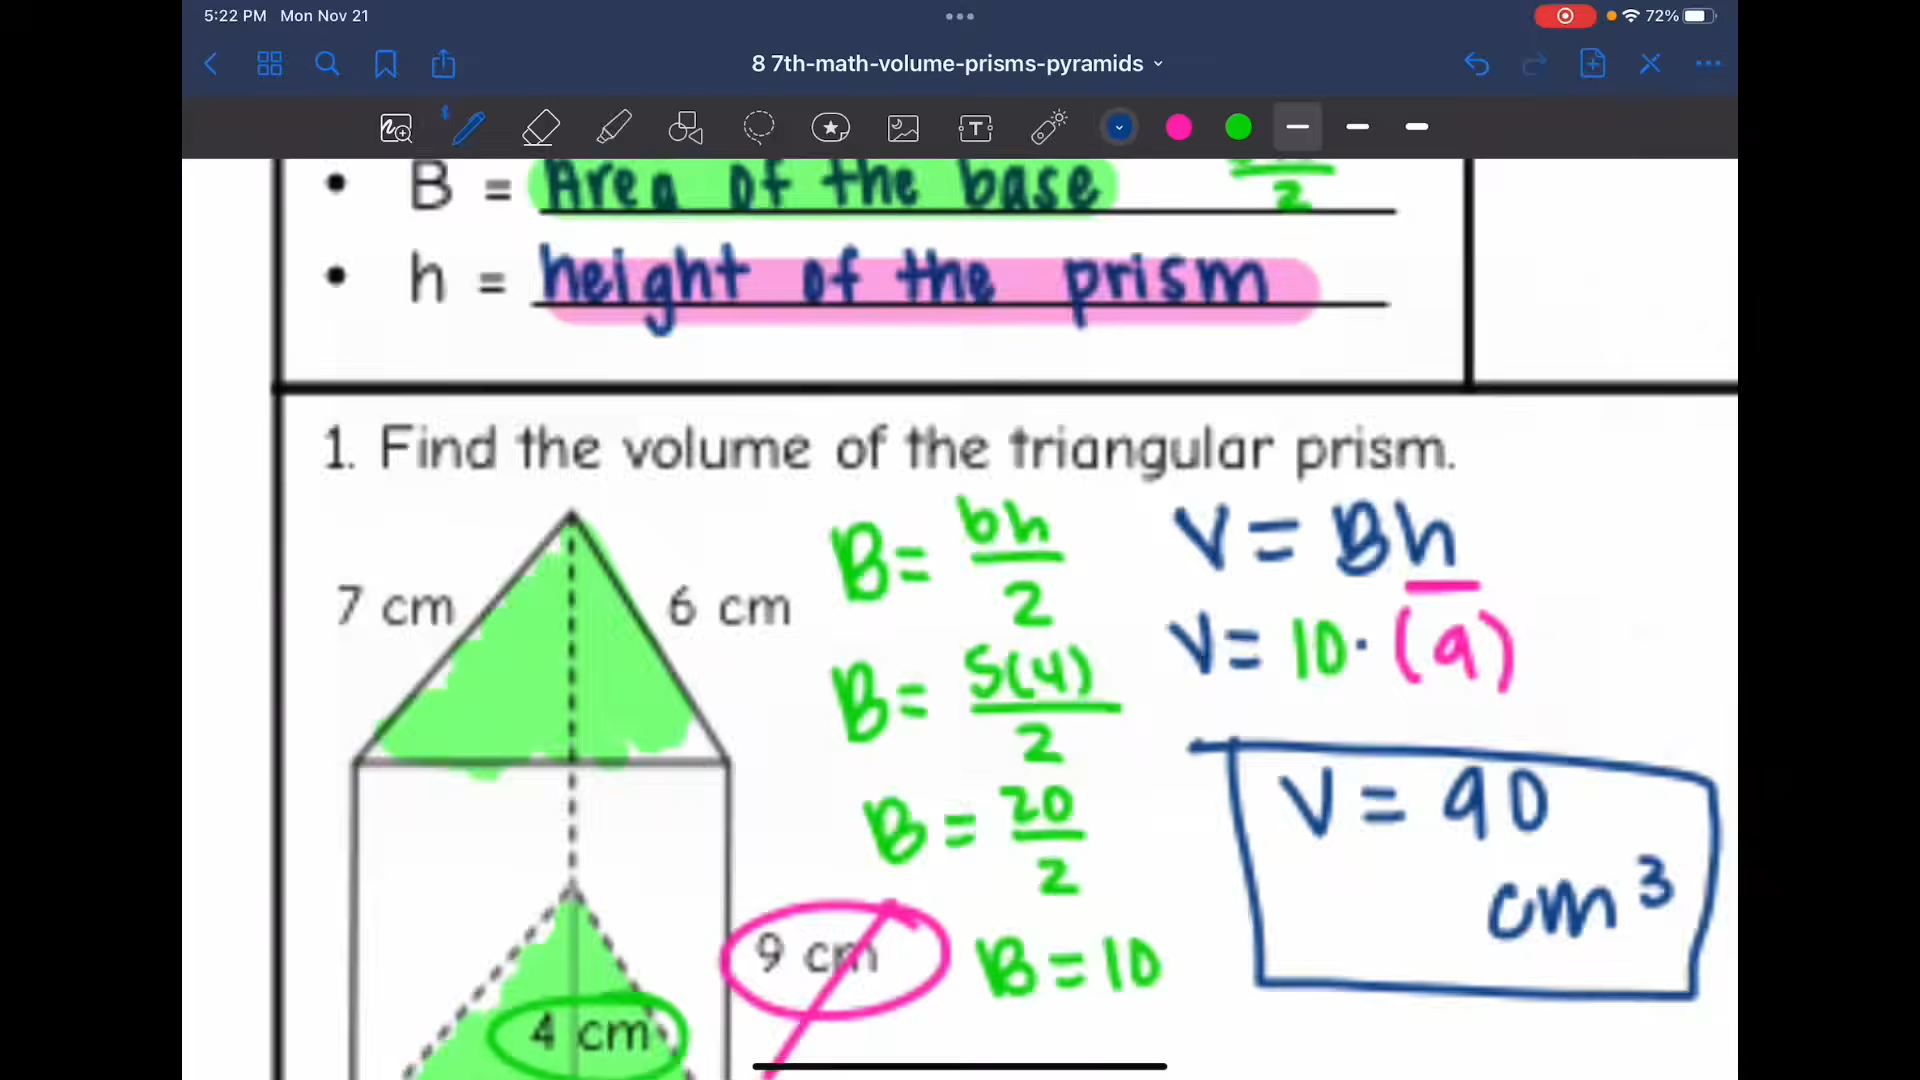 5:22 PM Mon Nov 21
72%
8 7th-math-volume-prisms-pyramids
• B = Area of the base
2
• h = height of the prism
1. Find the volume of the triangular prism.
7 cm
6 cm
B = bh/2
B = 5(4)/2
B = 20/2
B = 10
V = Bh
V = 10 · (9)
V = 90
cm³
9 cm
4 cm